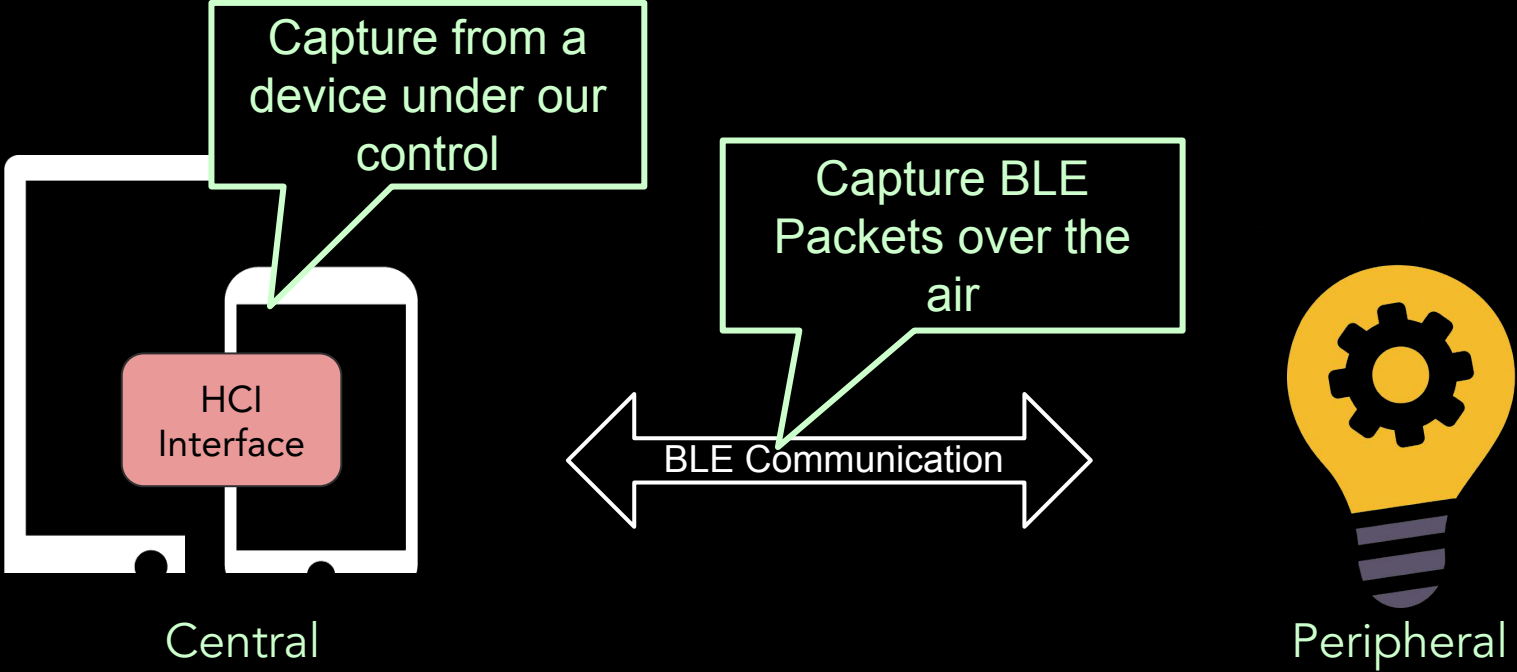 Capture from a
device under our
control
Capture BLE
Packets over the
air
HCI
Interface
BLE Communication
Central
Peripheral